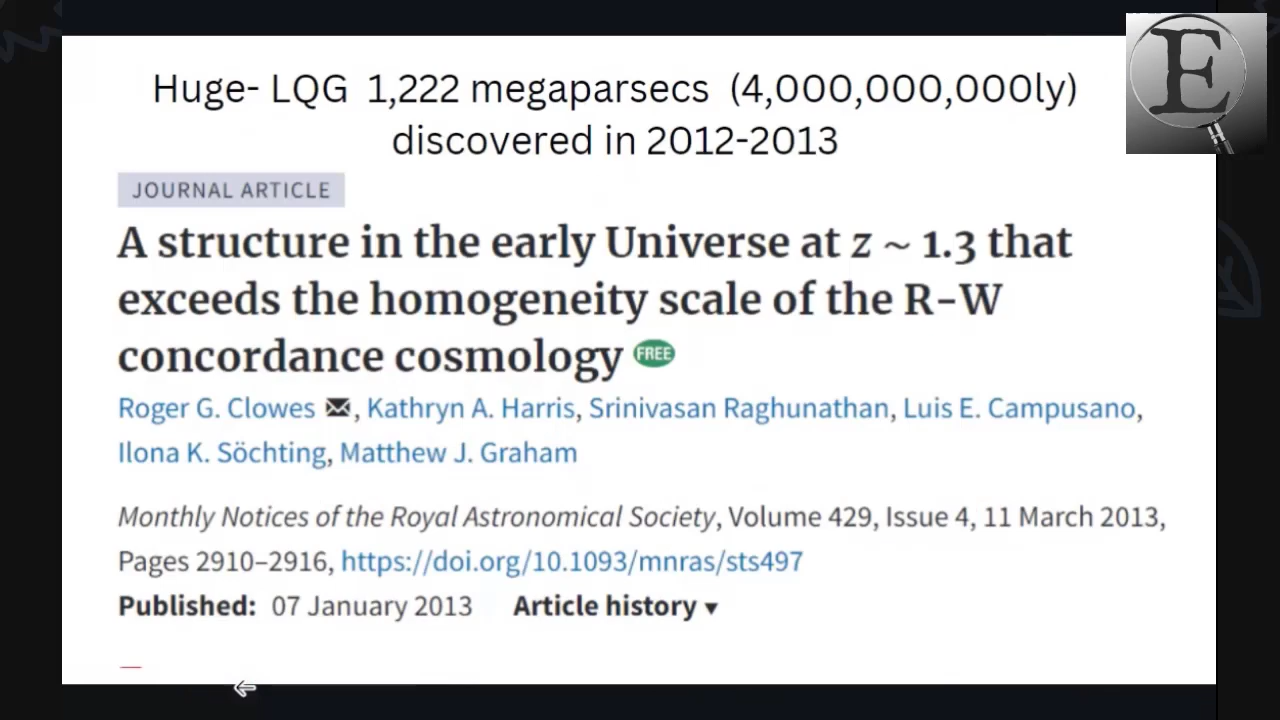 Huge- LQG 1,222 megaparsecs (4,000,000,000ly)
discovered in 2012-2013
E
JOURNAL ARTICLE
A structure in the early Universe at z ~ 1.3 that
exceeds the homogeneity scale of the R-W
concordance cosmology FREE
Roger G. Clowes, Kathryn A. Harris, Srinivasan Raghunathan, Luis E. Campusano,
Ilona K. Söchting, Matthew J. Graham
Monthly Notices of the Royal Astronomical Society, Volume 429, Issue 4, 11 March 2013,
Pages 2910–2916, https://doi.org/10.1093/mnras/sts497
Published: 07 January 2013 Article history ▾